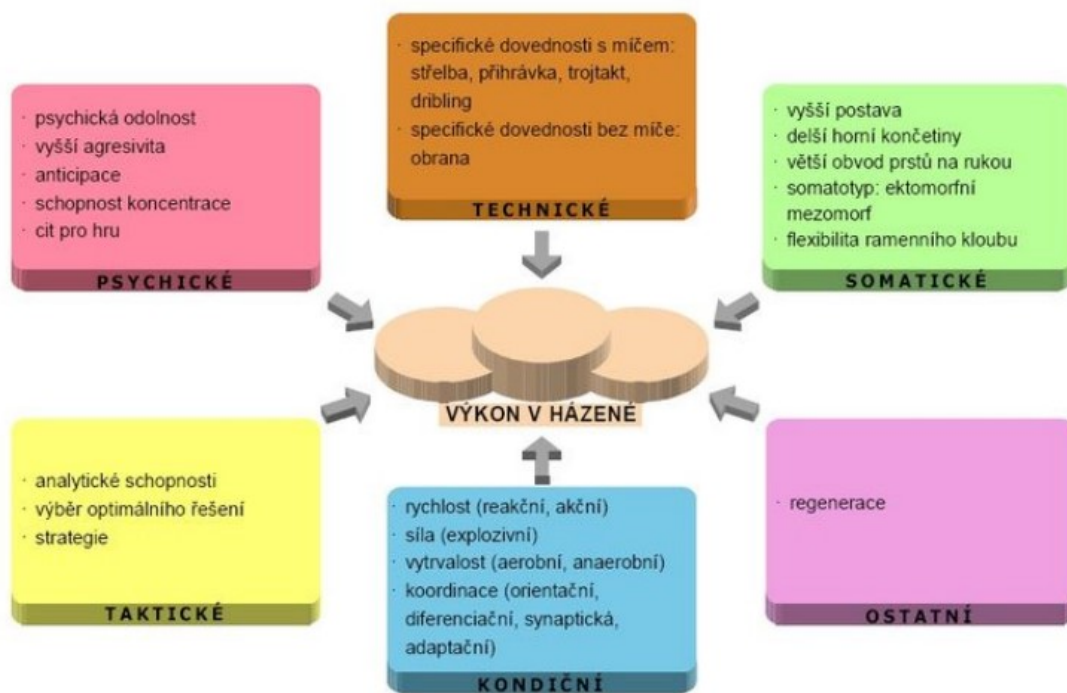 · specifické dovednosti s míčem:
střelba, přihrávka, trojtakt,
dribling
· specifické dovednosti bez míče:
obrana
TECHNICKÉ
· psychická odolnost
· vyšší agresivita
· anticipace
· schopnost koncentrace
· cit pro hru
PSYCHICKÉ
· vyšší postava
· delší horní končetiny
· větší obvod prstů na rukou
· somatotyp: ektomorfní
mezomorf
· flexibilita ramenního kloubu
SOMATICKÉ
VÝKON V HÁZENÉ
· analytické schopnosti
· výběr optimálního řešení
· strategie
TAKTICKÉ
· rychlost (reakční, akční)
· síla (explozivní)
· vytrvalost (aerobní, anaerobní)
· koordinace (orientační,
diferenciační, synaptická,
adaptační)
KONDIČNÍ
· regenerace
OSTATNÍ